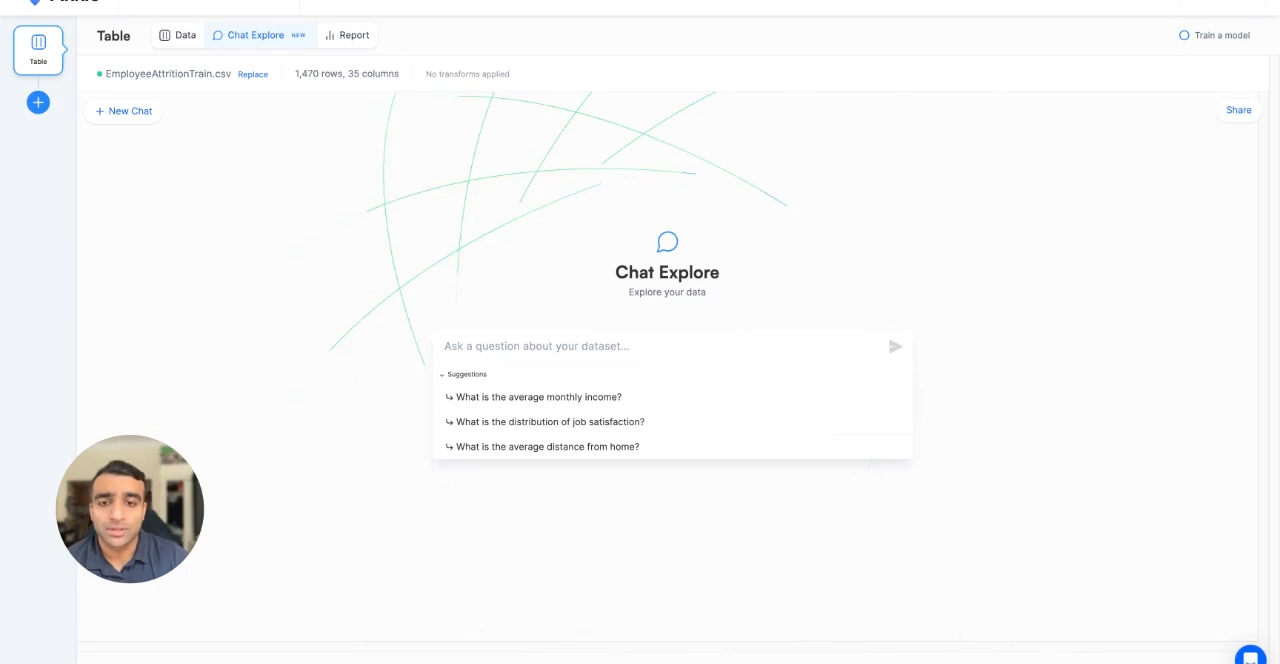 Table
Data
Chat Explore NEW
Report
Train a model
Table
EmployeeAttritionTrain.csv Replace
1,470 rows, 35 columns
No transforms applied
+ New Chat
Share
Chat Explore
Explore your data
Ask a question about your dataset...
Suggestions
What is the average monthly income?
What is the distribution of job satisfaction?
What is the average distance from home?